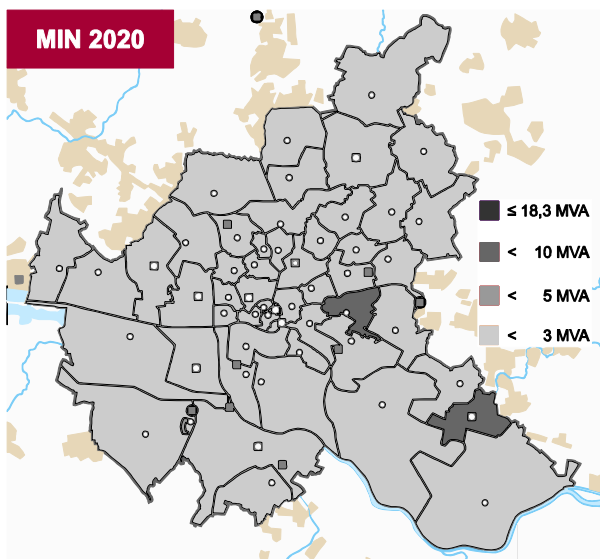 MIN 2020
≤ 18,3 MVA
< 10 MVA
< 5 MVA
< 3 MVA